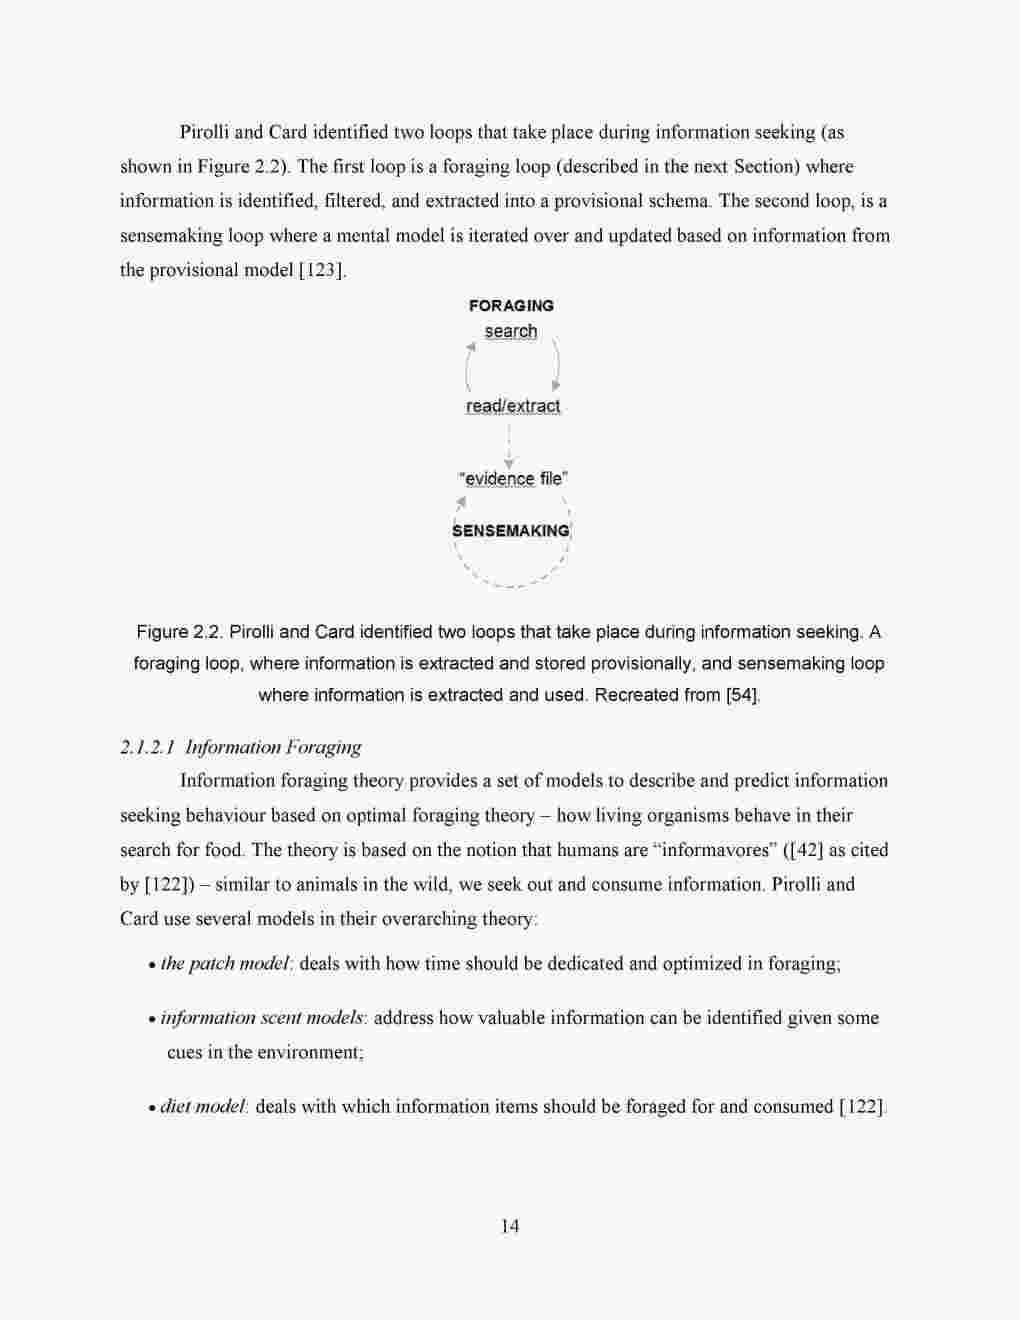 Pirolli and Card identified two loops that take place during information seeking (as
shown in Figure 2.2). The first loop is a foraging loop (described in the next Section) where
information is identified, filtered, and extracted into a provisional schema. The second loop, is a
sensemaking loop where a mental model is iterated over and updated based on information from
the provisional model [123].
FORAGING
search
read/extract
“evidence file”
SENSEMAKING
Figure 2.2. Pirolli and Card identified two loops that take place during information seeking. A
foraging loop, where information is extracted and stored provisionally, and sensemaking loop
where information is extracted and used. Recreated from [54].
2.1.2.1 Information Foraging
Information foraging theory provides a set of models to describe and predict information
seeking behaviour based on optimal foraging theory – how living organisms behave in their
search for food. The theory is based on the notion that humans are “informavores” ([42] as cited
by [122]) – similar to animals in the wild, we seek out and consume information. Pirolli and
Card use several models in their overarching theory:
• the patch model: deals with how time should be dedicated and optimized in foraging;
• information scent models: address how valuable information can be identified given some
cues in the environment;
• diet model: deals with which information items should be foraged for and consumed [122].
14